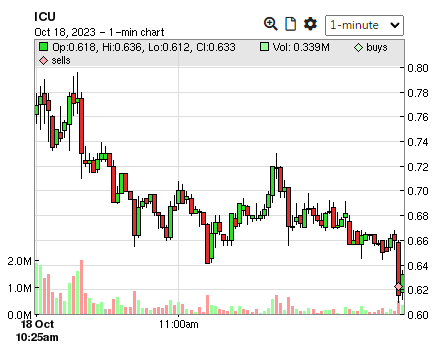 ICU
Oct 18, 2023 - 1-min chart
1-minute
Op:0.618, Hi:0.636, Lo:0.612, Cl:0.633
Vol: 0.339M
buys
sells
0.80
0.78
0.76
0.74
0.72
0.70
0.68
0.66
0.64
0.62
0.60
2.0M
1.0M
0.0M
18 Oct
10:25am
11:00am